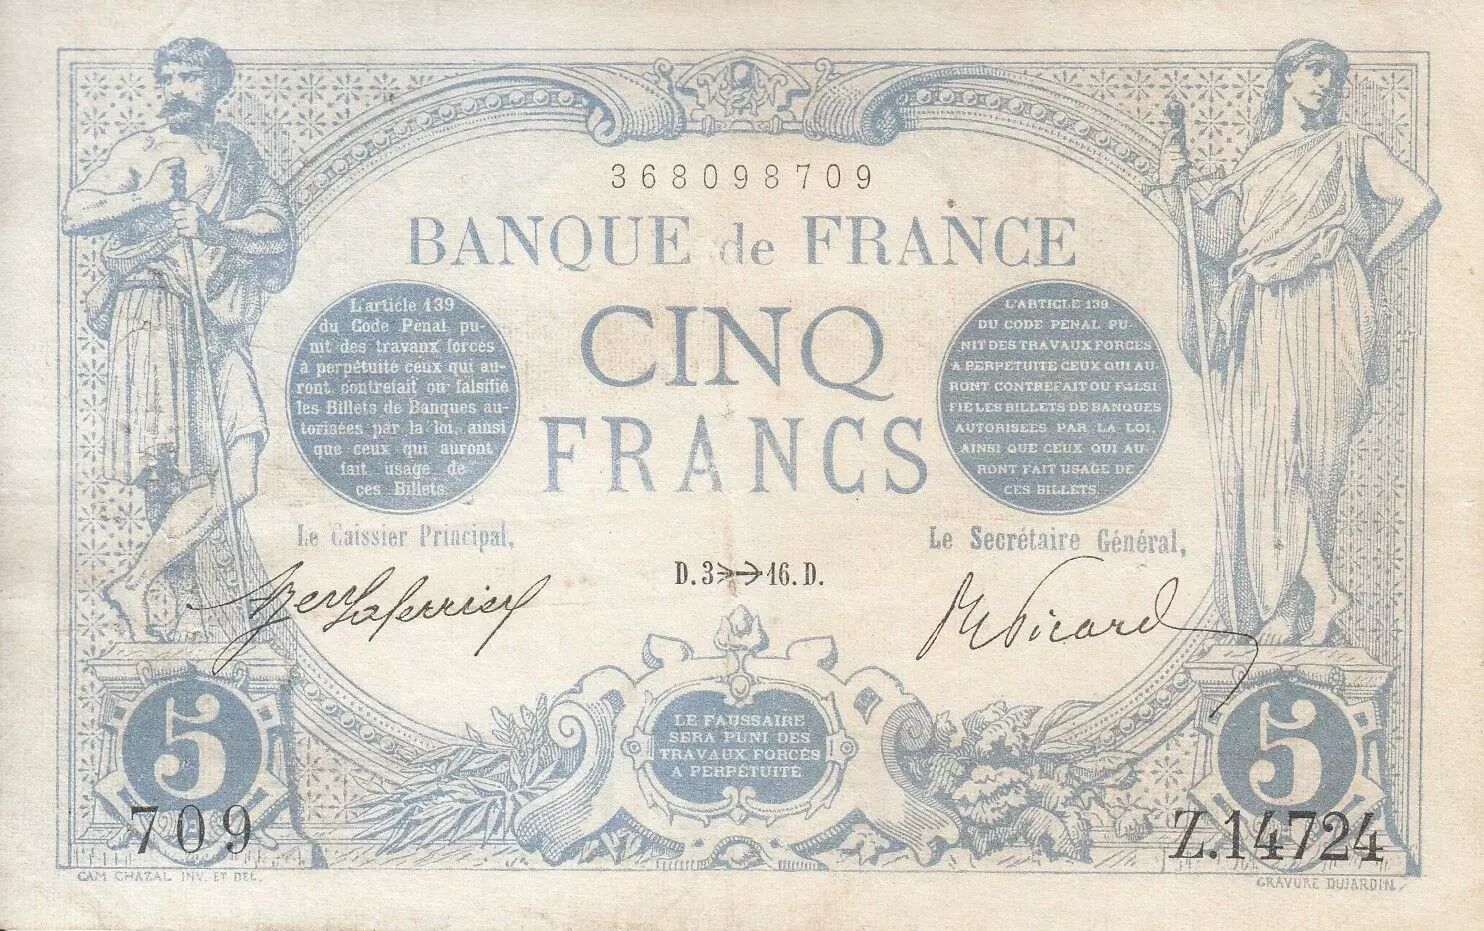 368098709
BANQUE de FRANCE
CINQ
FRANCS
L'article 139
du Code Penal pu-
nit des travaux forces
à perpétuité ceux qui au-
ront contrefait ou falsifié
les Billets de Banques au-
torisées par la loi, ainsi
que ceux qui auront
fait usage de
ces Billets.
L'ARTICLE 139
DU CODE PENAL PU-
NIT DES TRAVAUX FORCES
A PERPETUITE CEUX QUI AU-
RONT CONTREFAIT OU FALSI
FIE LES BILLETS DE BANQUES
AUTORISEES PAR LA LOI,
AINSI QUE CEUX QUI AU-
RONT FAIT USAGE DE
CES BILLETS
Le Caissier Principal,
Le Secrétaire Général,
D.3 16.D.
Picard
LE FAUSSAIRE
SERA PUNI DES
TRAVAUX FORCÉS
A PERPÉTUITÉ
5
5
709
Z.14724
CAM CHAZAL INV. ET DEL.
GRAVURE DUJARDIN